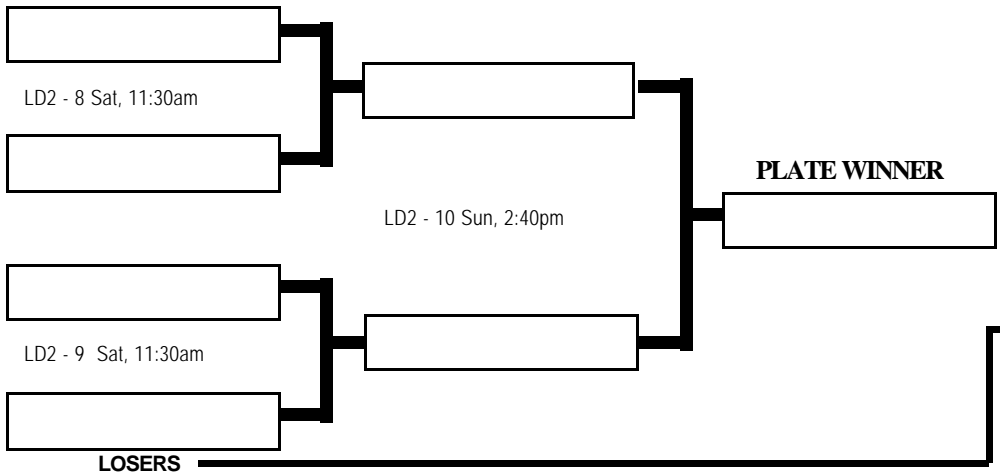 LD2 - 8 Sat, 11:30am
PLATE WINNER
LD2 - 10 Sun, 2:40pm
LD2 - 9 Sat, 11:30am
LOSERS